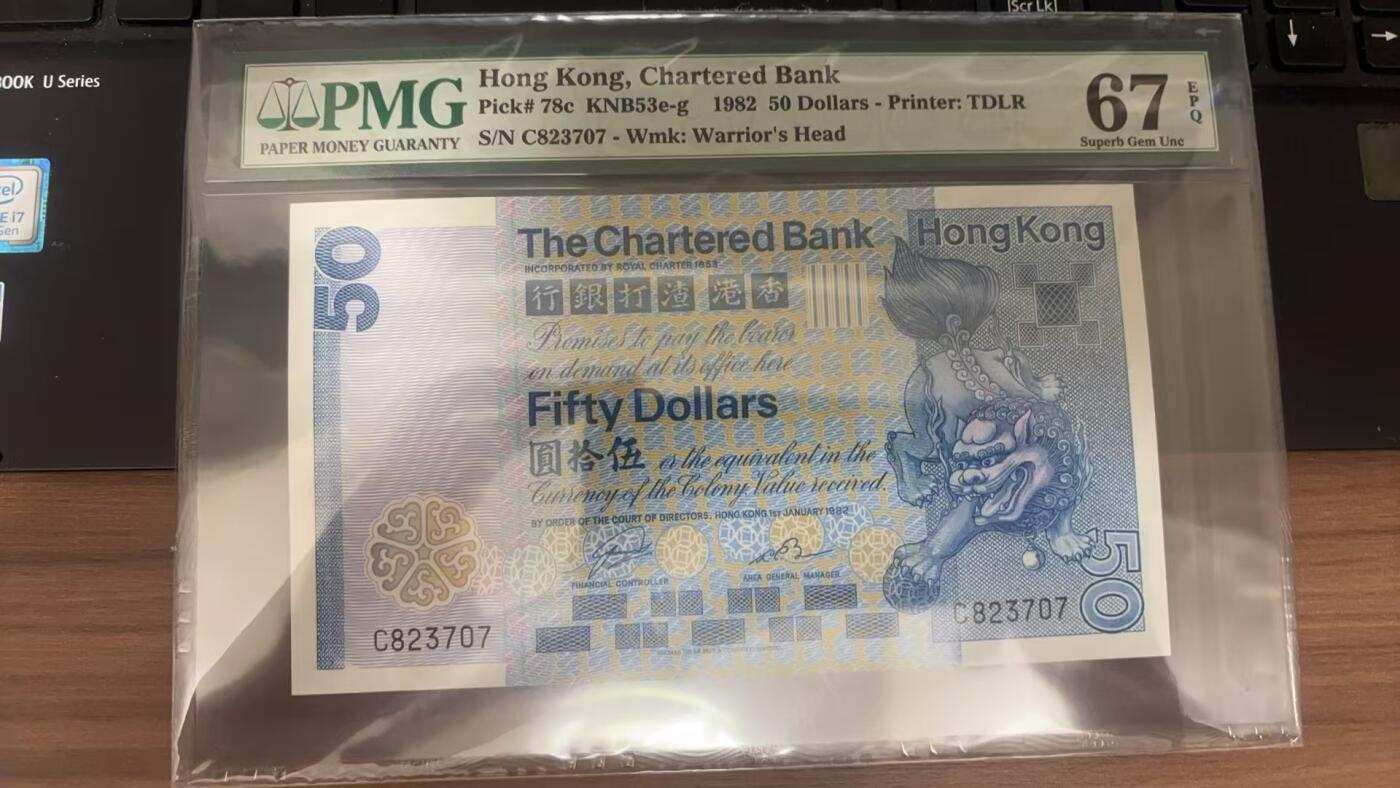 Scr Lk
OOK U Series
PMG
PAPER MONEY GUARANTY
Hong Kong, Chartered Bank
Pick# 78c KNB53e-g 1982 50 Dollars - Printer: TDLR
S/N C823707 - Wmk: Warrior's Head
67
EPQ
Superb Gem Unc
el
E i7
Gen
50
The Chartered Bank
Hong Kong
INCORPORATED BY ROYAL CHARTER 1853
行銀打渣港香
Promises to pay the bearer
on demand at its office here
Fifty Dollars
圓拾伍 or the equivalent in the
Currency of the Colony Value received.
BY ORDER OF THE COURT OF DIRECTORS, HONG KONG 1ST JANUARY 1982
FINANCIAL CONTROLLER
AREA GENERAL MANAGER
50
C823707
C823707